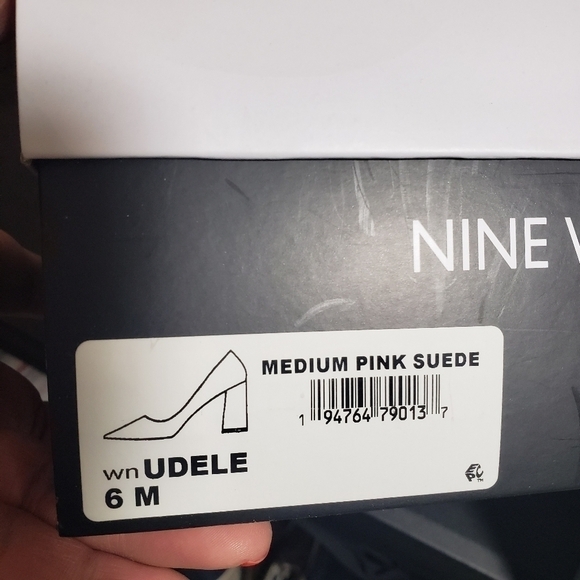 NINE
MEDIUM PINK SUEDE
1 94764 79013 7
wn UDELE
6 M